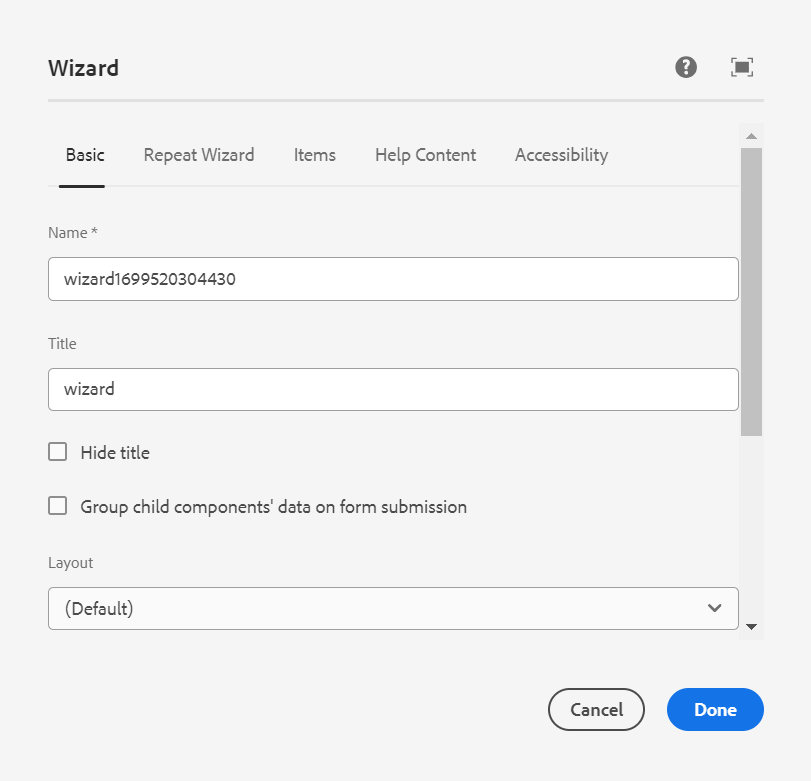 Wizard
Basic Repeat Wizard Items Help Content Accessibility
Name *
wizard1699520304430
Title
wizard
Hide title
Group child components' data on form submission
Layout
(Default)
Cancel Done